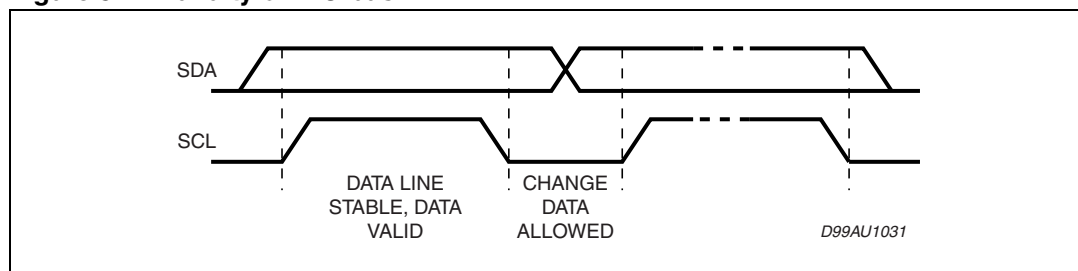 SDA
SCL
DATA LINE
STABLE, DATA
VALID
CHANGE
DATA
ALLOWED
D99AU1031